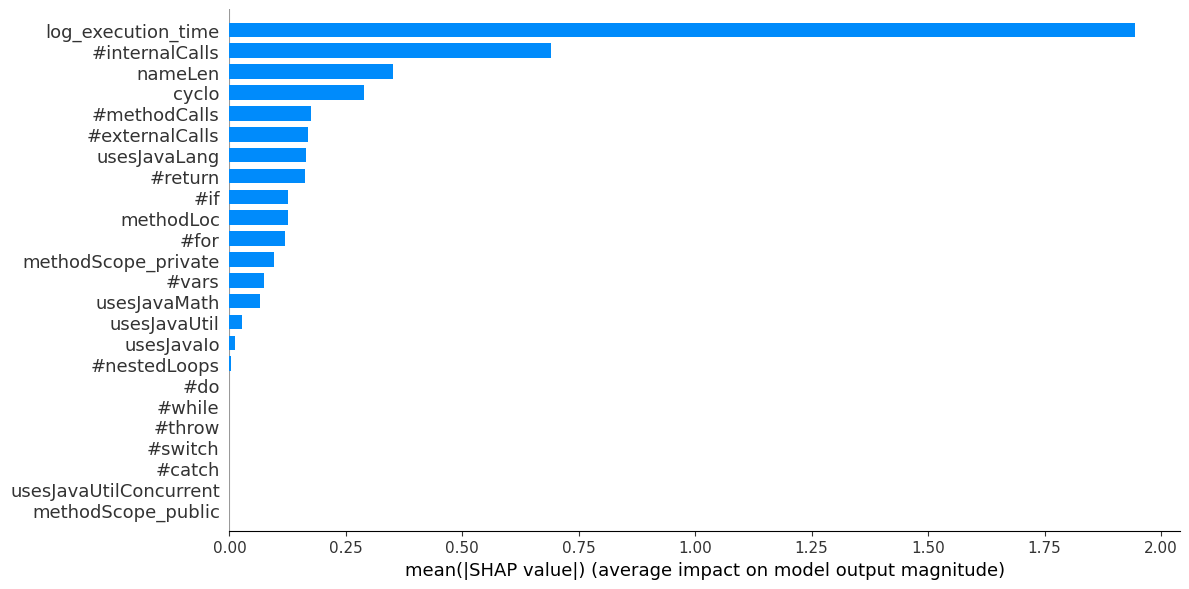 log_execution_time
#internalCalls
nameLen
cyclo
#methodCalls
#externalCalls
usesJavaLang
#return
#if
methodLoc
#for
methodScope_private
#vars
usesJavaMath
usesJavaUtil
usesJavaIo
#nestedLoops
#do
#while
#throw
#switch
#catch
usesJavaUtilConcurrent
methodScope_public
0.00 0.25 0.50 0.75 1.00 1.25 1.50 1.75 2.00
mean(|SHAP value|) (average impact on model output magnitude)